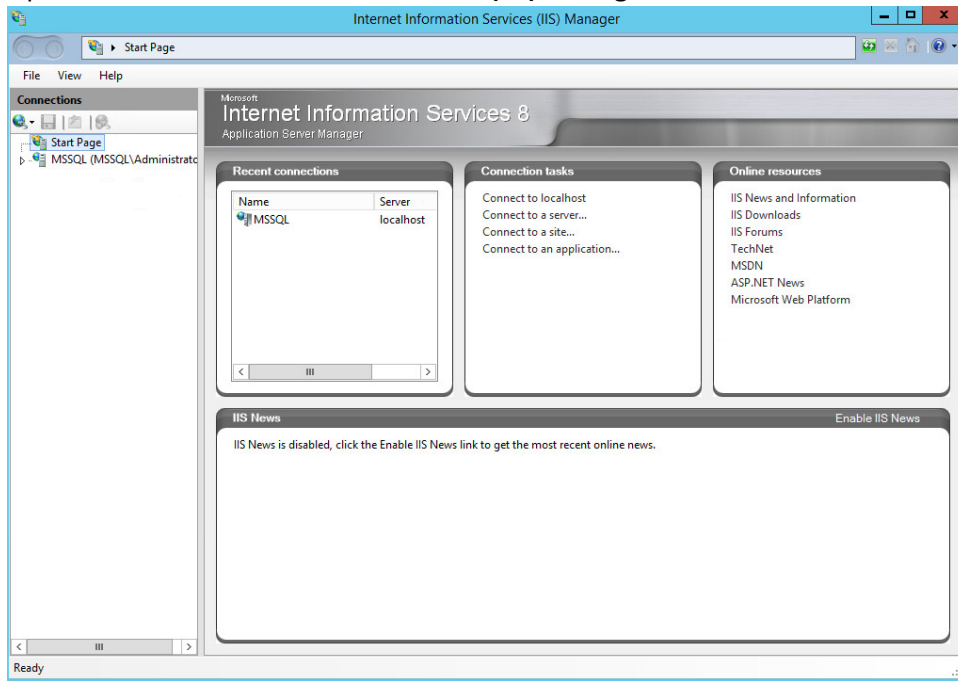 Internet Information Services (IIS) Manager
Start Page
File View Help
Connections
Start Page
MSSQL (MSSQL\Administrato
Microsoft
Internet Information Services 8
Application Server Manager
Recent connections
Name Server
MSSQL localhost
Connection tasks
Connect to localhost
Connect to a server...
Connect to a site...
Connect to an application...
Online resources
IIS News and Information
IIS Downloads
IIS Forums
TechNet
MSDN
ASP.NET News
Microsoft Web Platform
IIS News Enable IIS News
IIS News is disabled, click the Enable IIS News link to get the most recent online news.
Ready